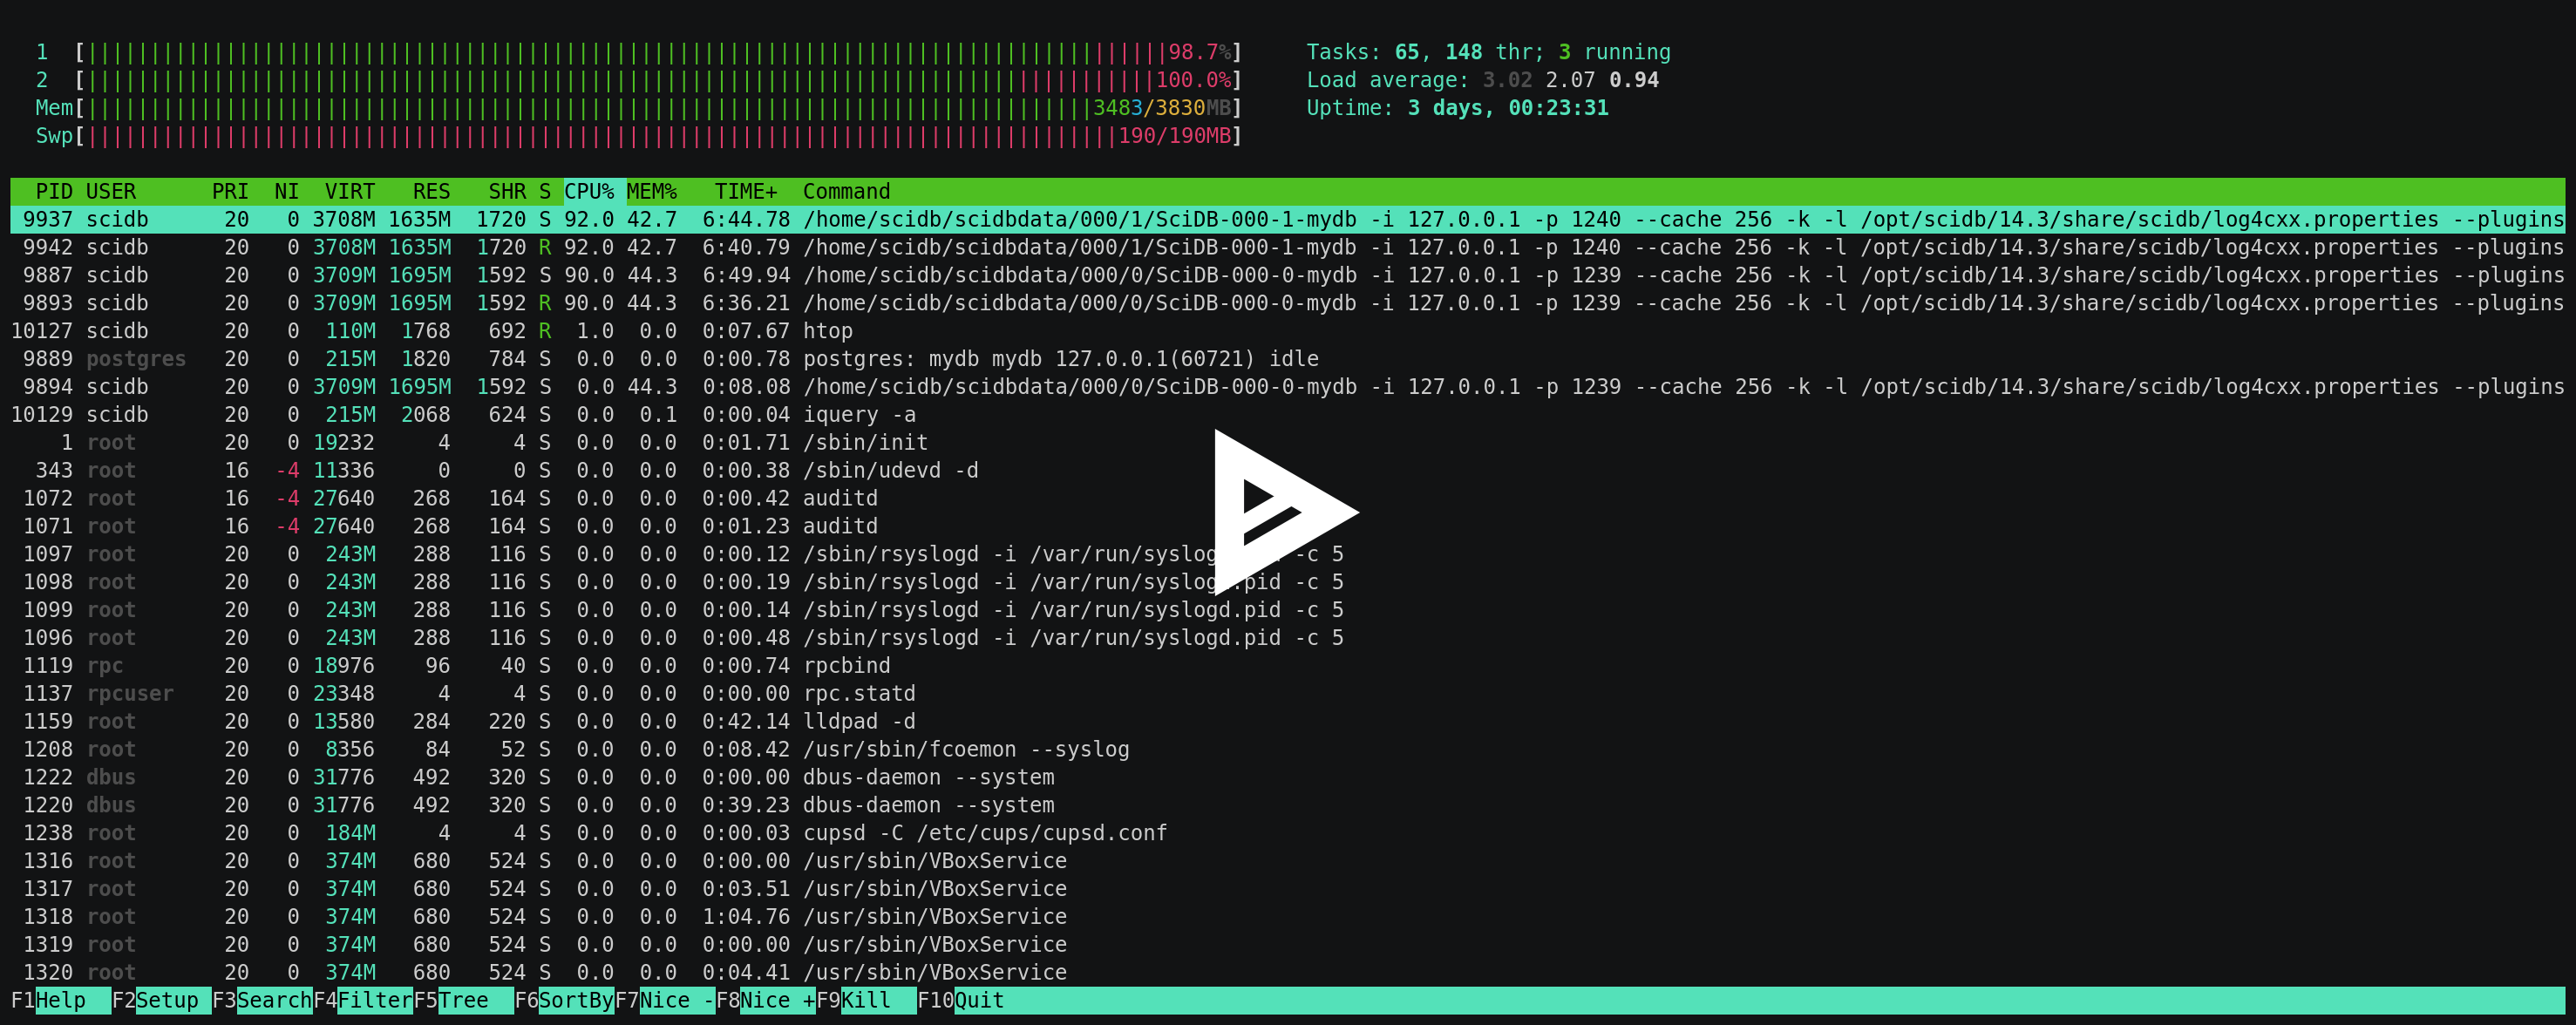 1 [98.7%] Tasks: 65, 148 thr; 3 running
2 [100.0%] Load average: 3.02 2.07 0.94
Mem[3483/3830MB] Uptime: 3 days, 00:23:31
Swp[190/190MB]
PID USER PRI NI VIRT RES SHR S CPU% MEM% TIME+ Command
9937 scidb 20 0 3708M 1635M 1720 S 92.0 42.7 6:44.78 /home/scidb/scidbdata/000/1/SciDB-000-1-mydb -i 127.0.0.1 -p 1240 --cache 256 -k -l /opt/scidb/14.3/share/scidb/log4cxx.properties --plugins
9942 scidb 20 0 3708M 1635M 1720 R 92.0 42.7 6:40.79 /home/scidb/scidbdata/000/1/SciDB-000-1-mydb -i 127.0.0.1 -p 1240 --cache 256 -k -l /opt/scidb/14.3/share/scidb/log4cxx.properties --plugins
9887 scidb 20 0 3709M 1695M 1592 S 90.0 44.3 6:49.94 /home/scidb/scidbdata/000/0/SciDB-000-0-mydb -i 127.0.0.1 -p 1239 --cache 256 -k -l /opt/scidb/14.3/share/scidb/log4cxx.properties --plugins
9893 scidb 20 0 3709M 1695M 1592 R 90.0 44.3 6:36.21 /home/scidb/scidbdata/000/0/SciDB-000-0-mydb -i 127.0.0.1 -p 1239 --cache 256 -k -l /opt/scidb/14.3/share/scidb/log4cxx.properties --plugins
10127 scidb 20 0 110M 1768 692 R 1.0 0.0 0:07.67 htop
9889 postgres 20 0 215M 1820 784 S 0.0 0.0 0:00.78 postgres: mydb mydb 127.0.0.1(60721) idle
9894 scidb 20 0 3709M 1695M 1592 S 0.0 44.3 0:08.08 /home/scidb/scidbdata/000/0/SciDB-000-0-mydb -i 127.0.0.1 -p 1239 --cache 256 -k -l /opt/scidb/14.3/share/scidb/log4cxx.properties --plugins
10129 scidb 20 0 215M 2068 624 S 0.0 0.1 0:00.04 iquery -a
1 root 20 0 19232 4 4 S 0.0 0.0 0:01.71 /sbin/init
343 root 16 -4 11336 0 0 S 0.0 0.0 0:00.38 /sbin/udevd -d
1072 root 16 -4 27640 268 164 S 0.0 0.0 0:00.42 auditd
1071 root 16 -4 27640 268 164 S 0.0 0.0 0:01.23 auditd
1097 root 20 0 243M 288 116 S 0.0 0.0 0:00.12 /sbin/rsyslogd -i -c 5
1098 root 20 0 243M 288 116 S 0.0 0.0 0:00.19 /sbin/rsyslogd -i /var/run/syslogd.pid -c 5
1099 root 20 0 243M 288 116 S 0.0 0.0 0:00.14 /sbin/rsyslogd -i /var/run/syslogd.pid -c 5
1096 root 20 0 243M 288 116 S 0.0 0.0 0:00.48 /sbin/rsyslogd -i /var/run/syslogd.pid -c 5
1119 rpc 20 0 18976 96 40 S 0.0 0.0 0:00.74 rpcbind
1137 rpcuser 20 0 23348 4 4 S 0.0 0.0 0:00.00 rpc.statd
1159 root 20 0 13580 284 220 S 0.0 0.0 0:42.14 lldpad -d
1208 root 20 0 8356 84 52 S 0.0 0.0 0:08.42 /usr/sbin/fcoemon --syslog
1222 dbus 20 0 31776 492 320 S 0.0 0.0 0:00.00 dbus-daemon --system
1220 dbus 20 0 31776 492 320 S 0.0 0.0 0:39.23 dbus-daemon --system
1238 root 20 0 184M 4 4 S 0.0 0.0 0:00.03 cupsd -C /etc/cups/cupsd.conf
1316 root 20 0 374M 680 524 S 0.0 0.0 0:00.00 /usr/sbin/VBoxService
1317 root 20 0 374M 680 524 S 0.0 0.0 0:03.51 /usr/sbin/VBoxService
1318 root 20 0 374M 680 524 S 0.0 0.0 1:04.76 /usr/sbin/VBoxService
1319 root 20 0 374M 680 524 S 0.0 0.0 0:00.00 /usr/sbin/VBoxService
1320 root 20 0 374M 680 524 S 0.0 0.0 0:04.41 /usr/sbin/VBoxService
F1Help F2Setup F3SearchF4FilterF5Tree F6SortByF7Nice -F8Nice +F9Kill F10Quit